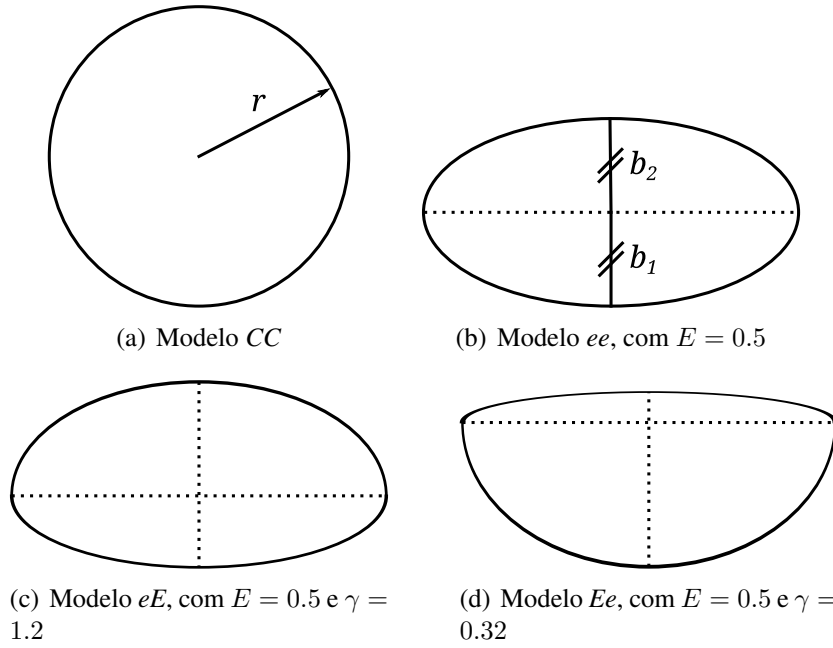 r
b₂
b₁
(a) Modelo CC
(b) Modelo ee, com E = 0.5
(c) Modelo eE, com E = 0.5 e γ =
1.2
(d) Modelo Ee, com E = 0.5 e γ =
0.32